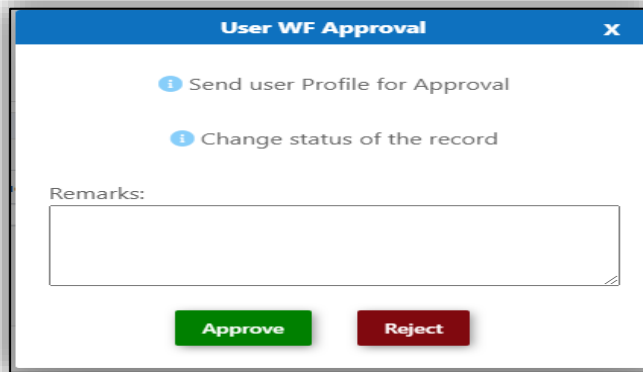 User WF Approval x
Send user Profile for Approval
Change status of the record
Remarks:
Approve Reject